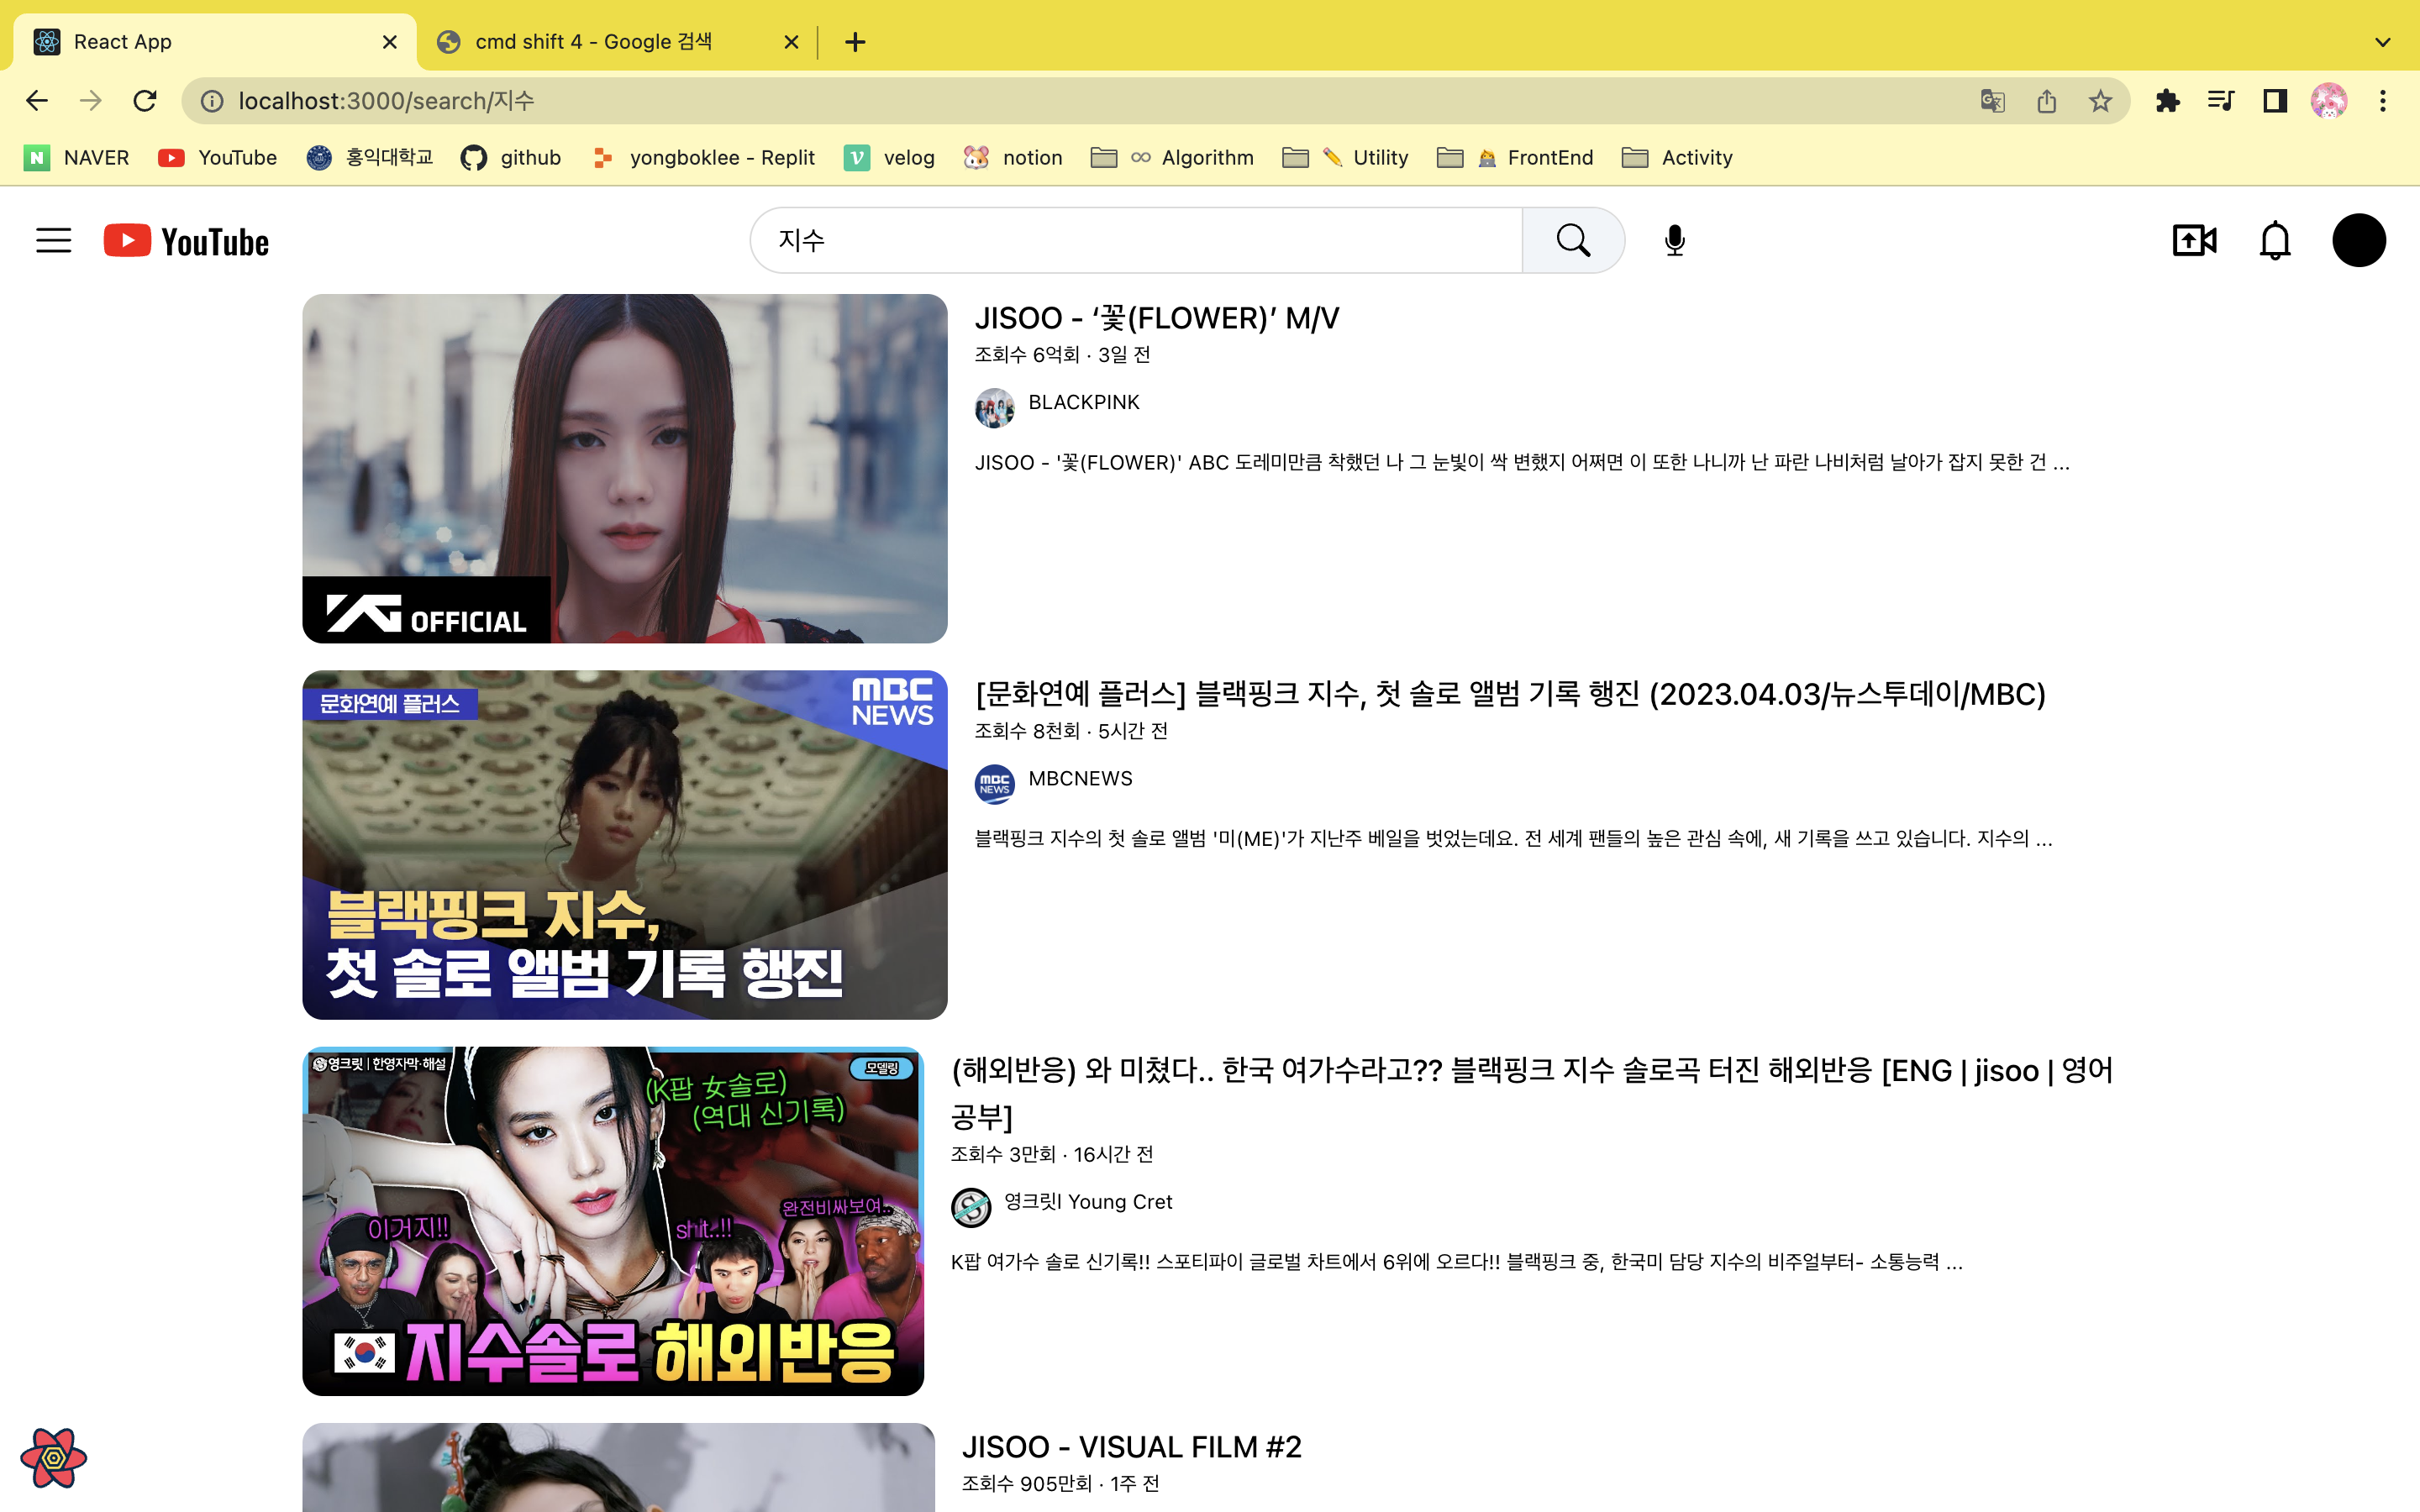 React App
cmd shift 4 - Google 검색
localhost:3000/search/지수
NAVER
YouTube
홍익대학교
github
yongboklee - Replit
velog
notion
Algorithm
Utility
FrontEnd
Activity
YouTube
지수
YG OFFICIAL
JISOO - ‘꽃(FLOWER)’ M/V
조회수 6억회 · 3일 전
BLACKPINK
JISOO - '꽃(FLOWER)' ABC 도레미만큼 착했던 나 그 눈빛이 싹 변했지 어쩌면 이 또한 나니까 난 파란 나비처럼 날아가 잡지 못한 건 ...
문화연예 플러스
MBC
NEWS
블랙핑크 지수,
첫 솔로 앨범 기록 행진
[문화연예 플러스] 블랙핑크 지수, 첫 솔로 앨범 기록 행진 (2023.04.03/뉴스투데이/MBC)
조회수 8천회 · 5시간 전
MBC
NEWS
MBCNEWS
블랙핑크 지수의 첫 솔로 앨범 '미(ME)'가 지난주 베일을 벗었는데요. 전 세계 팬들의 높은 관심 속에, 새 기록을 쓰고 있습니다. 지수의 ...
영크릿 | 한영자막·해설
모델링
(K팝 女솔로)
(역대 신기록)
이거지!!
shit..!!
완전비싸보여..
지수솔로 해외반응
(해외반응) 와 미쳤다.. 한국 여가수라고?? 블랙핑크 지수 솔로곡 터진 해외반응 [ENG | jisoo | 영어
공부]
조회수 3만회 · 16시간 전
영크릿l Young Cret
K팝 여가수 솔로 신기록!! 스포티파이 글로벌 차트에서 6위에 오르다!! 블랙핑크 중, 한국미 담당 지수의 비주얼부터- 소통능력 ...
JISOO - VISUAL FILM #2
조회수 905만회 · 1주 전